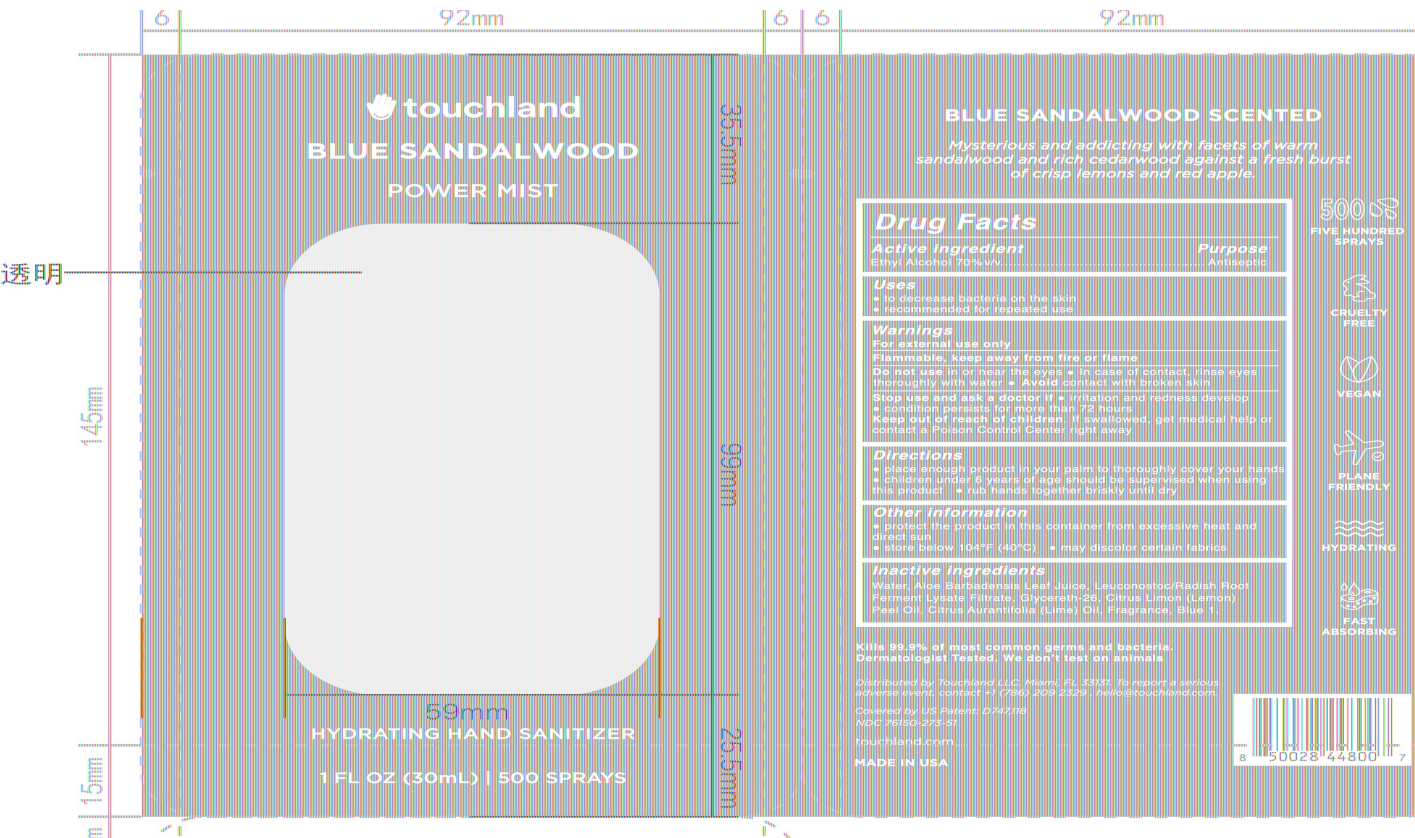 6
92mm
6
6
92mm
touchland
BLUE SANDALWOOD
POWER MIST
35.5mm
透明
145mm
99mm
59mm
HYDRATING HAND SANITIZER
1 FL OZ (30mL) | 500 SPRAYS
25.5mm
15mm
BLUE SANDALWOOD SCENTED
Mysterious and addicting with facets of warm
sandalwood and rich cedarwood against a fresh burst
of crisp lemons and red apple.
Drug Facts
Active ingredient Purpose
Ethyl Alcohol 70%v/v................................................Antiseptic
Uses
● to decrease bacteria on the skin
● recommended for repeated use
Warnings
For external use only
Flammable, keep away from fire or flame
Do not use in or near the eyes ● In case of contact, rinse eyes
thoroughly with water ● Avoid contact with broken skin
Stop use and ask a doctor if ● irritation and redness develop
● condition persists for more than 72 hours
Keep out of reach of children. If swallowed, get medical help or
contact a Poison Control Center right away
Directions
● place enough product in your palm to thoroughly cover your hands
● children under 6 years of age should be supervised when using
this product ● rub hands together briskly until dry
Other information
● protect the product in this container from excessive heat and
direct sun
● store below 104°F (40°C) ● may discolor certain fabrics
Inactive ingredients
Water, Aloe Barbadensis Leaf Juice, Leuconostoc/Radish Root
Ferment Lysate Filtrate, Glycereth-26, Citrus Limon (Lemon)
Peel Oil, Citrus Aurantifolia (Lime) Oil, Fragrance, Blue 1.
500
FIVE HUNDRED
SPRAYS
CRUELTY
FREE
VEGAN
PLANE
FRIENDLY
HYDRATING
FAST
ABSORBING
Kills 99.9% of most common germs and bacteria.
Dermatologist Tested. We don't test on animals
Distributed by Touchland LLC. Miami, FL 33131. To report a serious
adverse event, contact +1 (786) 209 2329 , hello@touchland.com.
Covered by US Patent: D747,118
NDC 76150-273-51
touchland.com
MADE IN USA
8 50028 44800 7